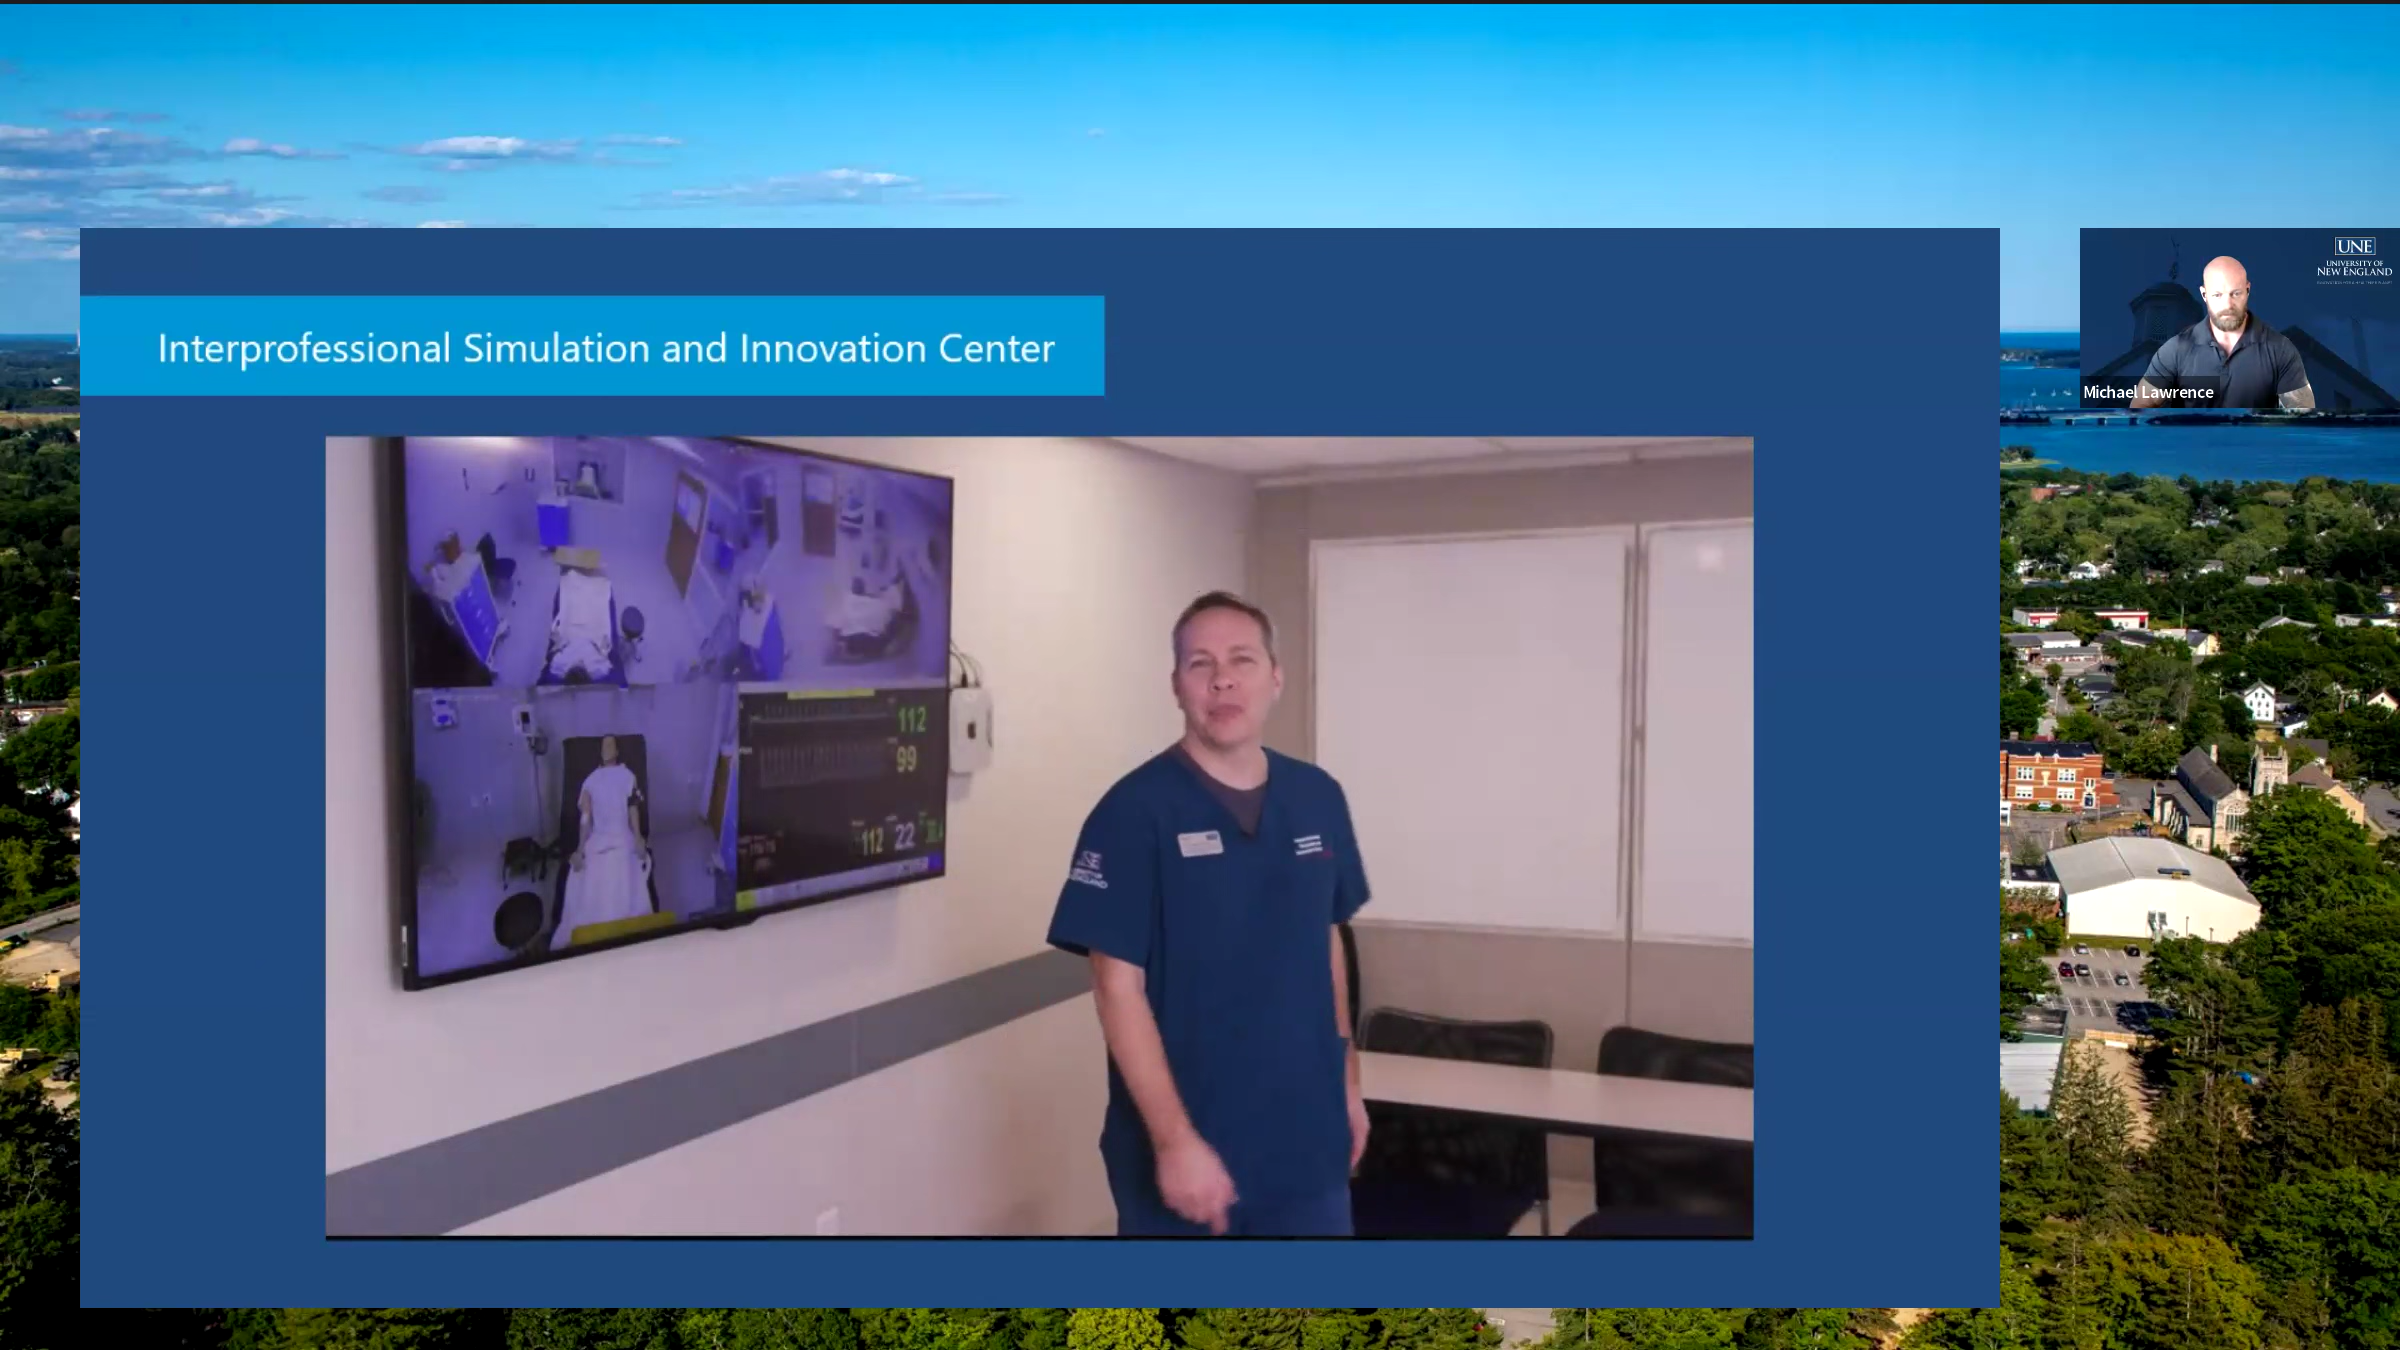 Interprofessional Simulation and Innovation Center
UNE
UNIVERSITY OF
NEW ENGLAND
Michael Lawrence
112
99
112 22